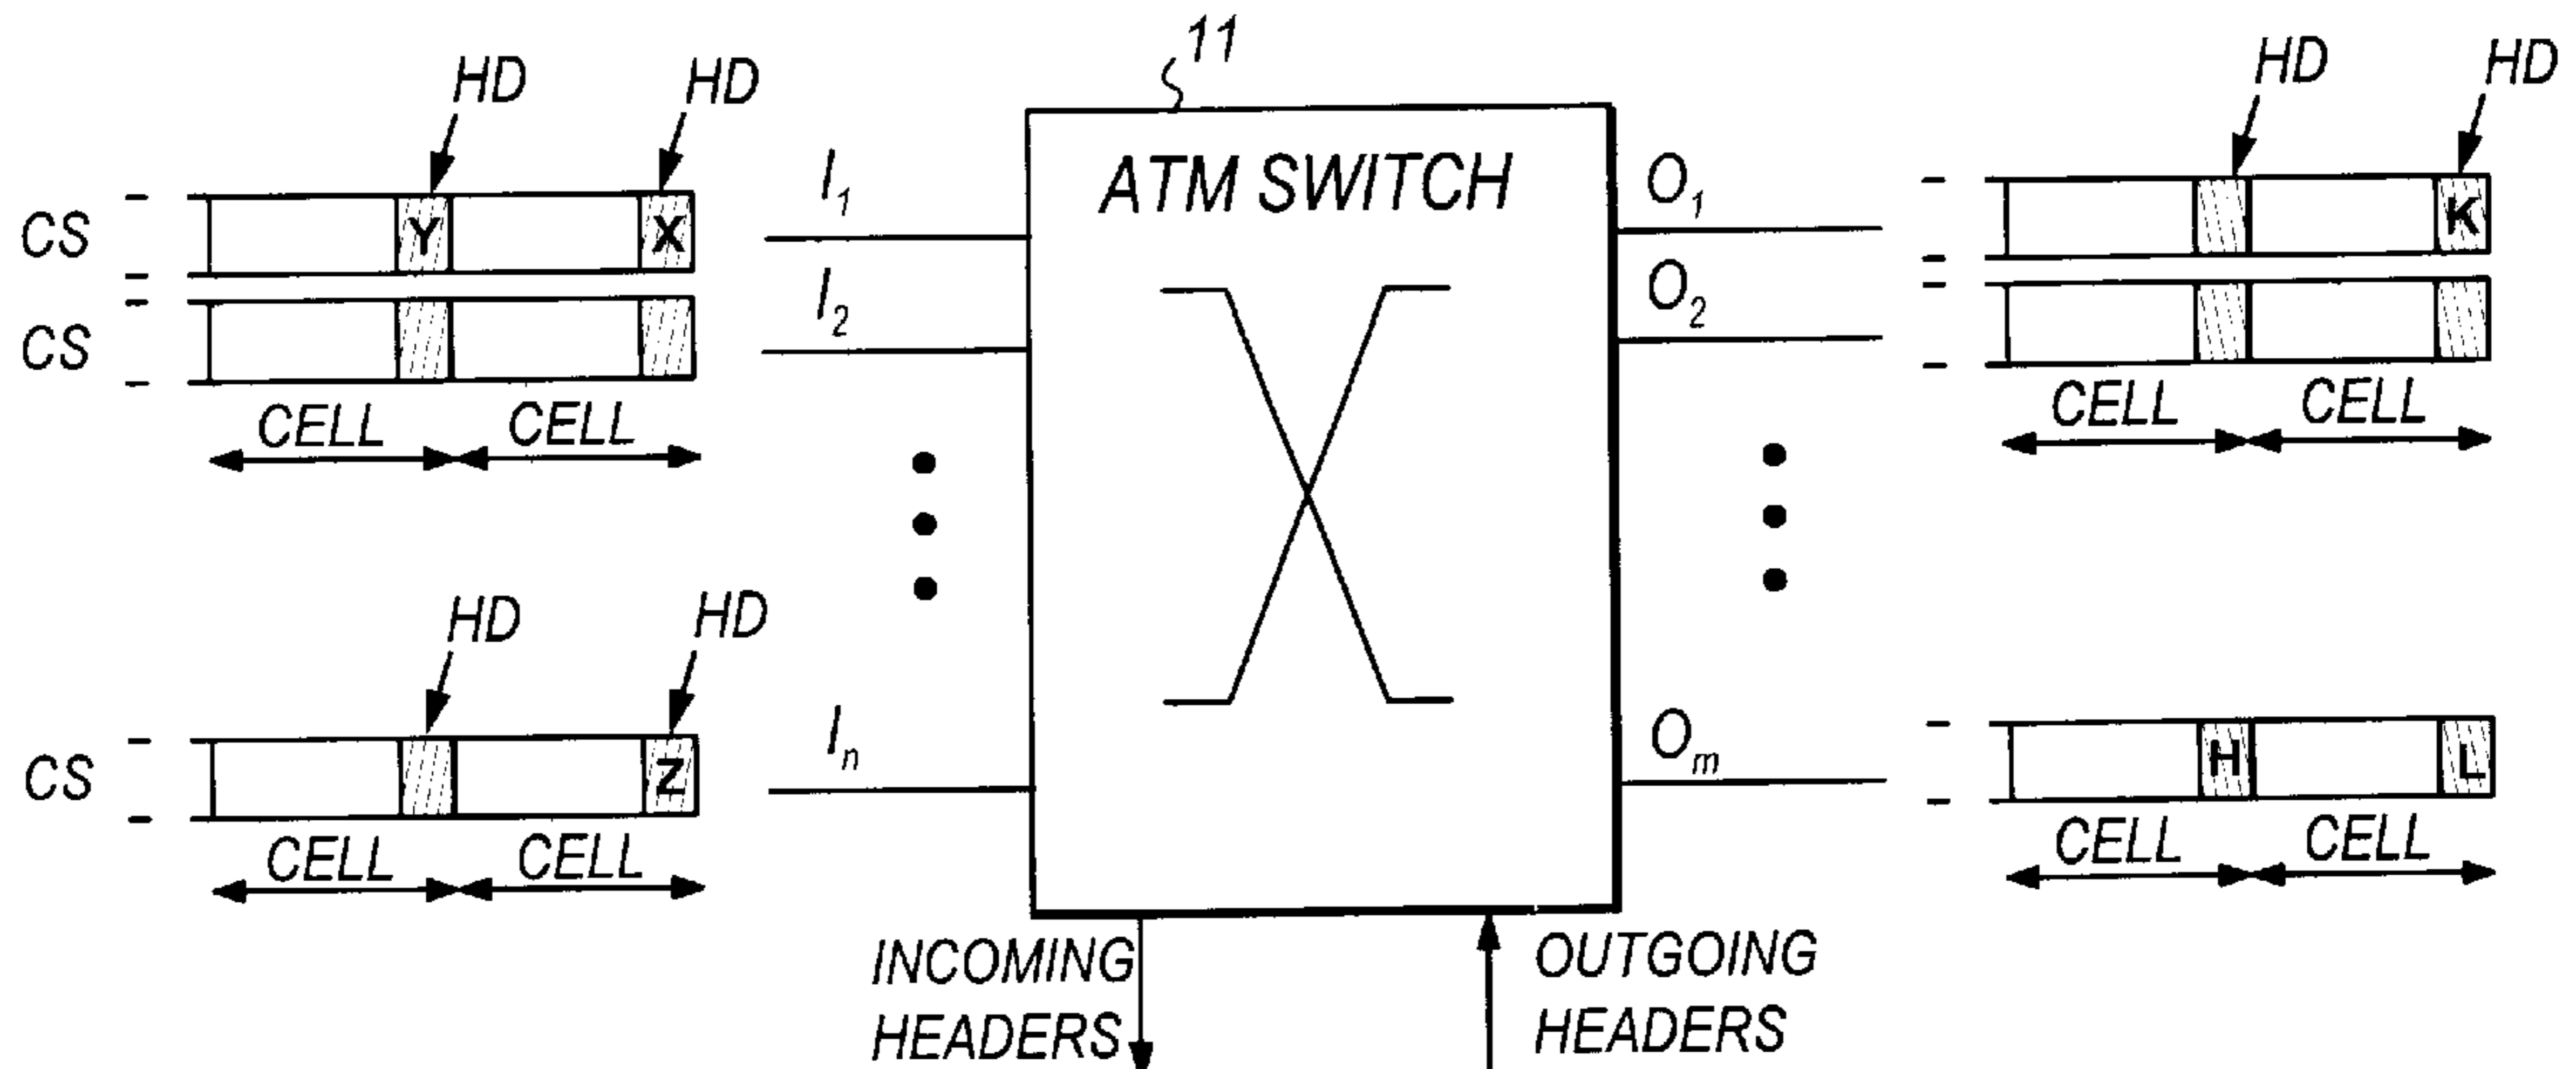 11
HD HD
HD HD
ATM SWITCH
CS Y X I1 O1 K
CS I2 O2
CELL CELL
CELL CELL
HD HD
CS Z In Om H L
CELL CELL
CELL CELL
INCOMING
HEADERS
OUTGOING
HEADERS